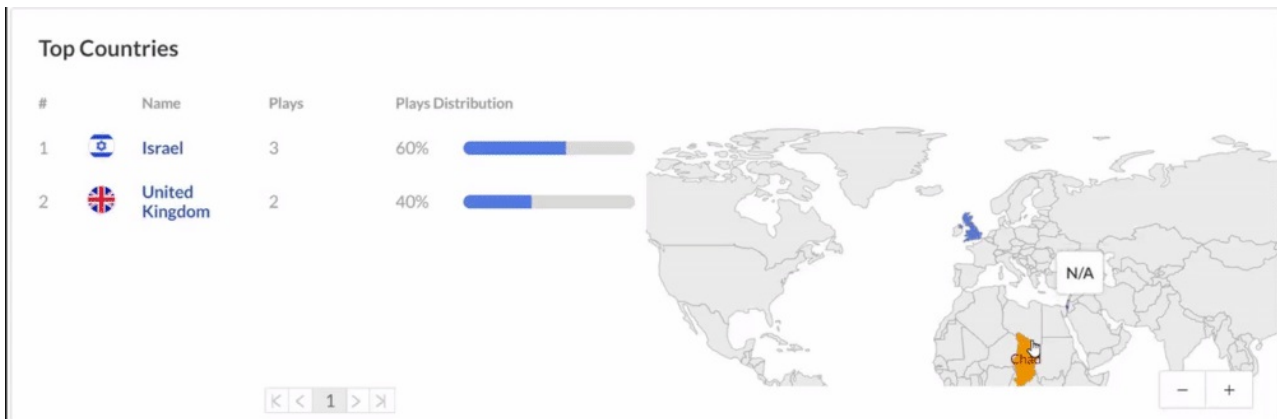 Top Countries
# Name Plays Plays Distribution
1 Israel 3 60%
2 United Kingdom 2 40%
N/A
Chad
1
- +